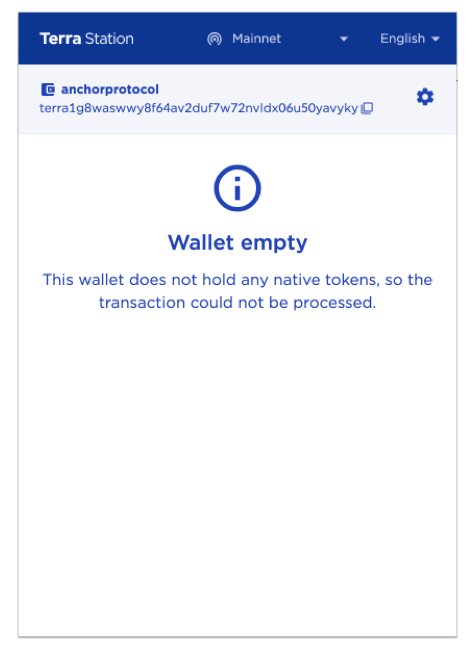 Terra Station Mainnet English
anchorprotocol
terra1g8waswwy8f64av2duf7w72nvldx06u50yavyky
Wallet empty
This wallet does not hold any native tokens, so the
transaction could not be processed.